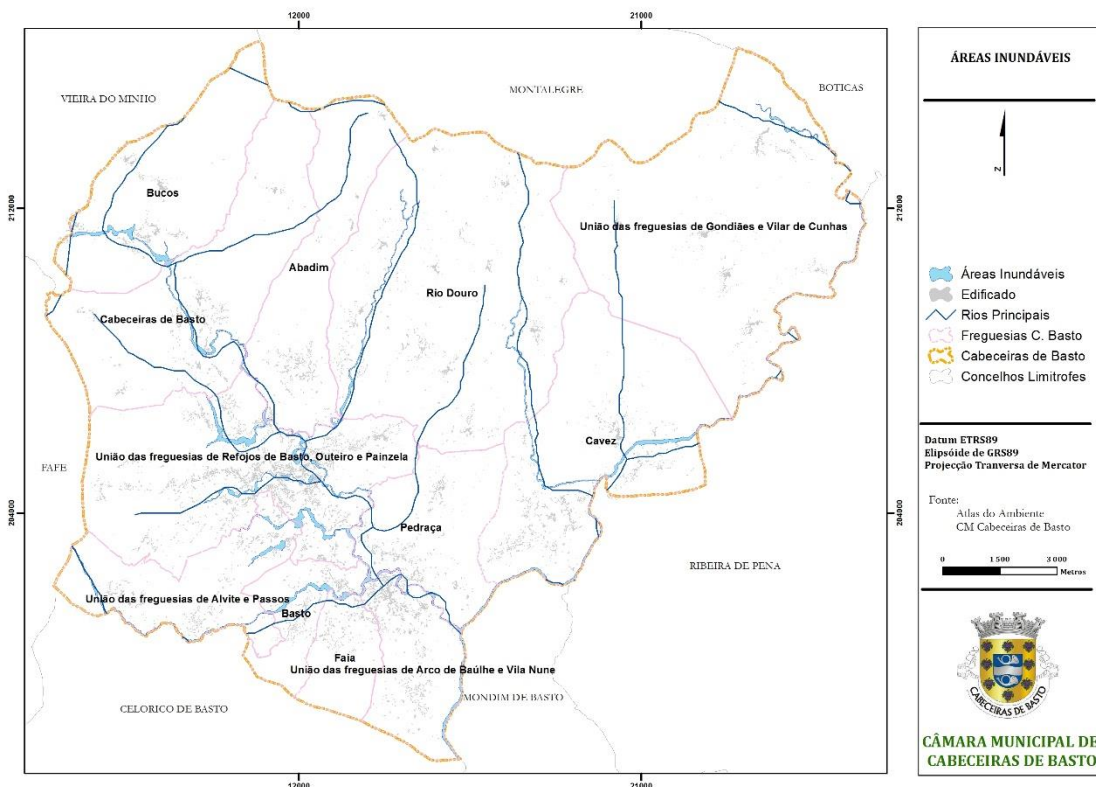 12000
21000
VIEIRA DO MINHO
MONTALEGRE
BOTICAS
212000
212000
Bucos
União das freguesias de Gondiães e Vilar de Cunhas
Abadim
Rio Douro
Cabeceiras de Basto
Cavez
União das freguesias de Refojos de Basto, Outeiro e Painzela
FAFE
204000
204000
Pedraça
RIBEIRA DE PENA
União das freguesias de Alvite e Passos
Basto
Faia
União das freguesias de Arco de Baúlhe e Vila Nune
MONDIM DE BASTO
CELORICO DE BASTO
12000
21000
ÁREAS INUNDÁVEIS
N
Áreas Inundáveis
Edificado
Rios Principais
Freguesias C. Basto
Cabeceiras de Basto
Concelhos Limitrofes
Datum ETRS89
Elipsóide de GRS89
Projecção Tranversa de Mercator
Fonte:
Atlas do Ambiente
CM Cabeceiras de Basto
0 1 500 3 000
Metros
CABECEIRAS DE BASTO
CÂMARA MUNICIPAL DE
CABECEIRAS DE BASTO